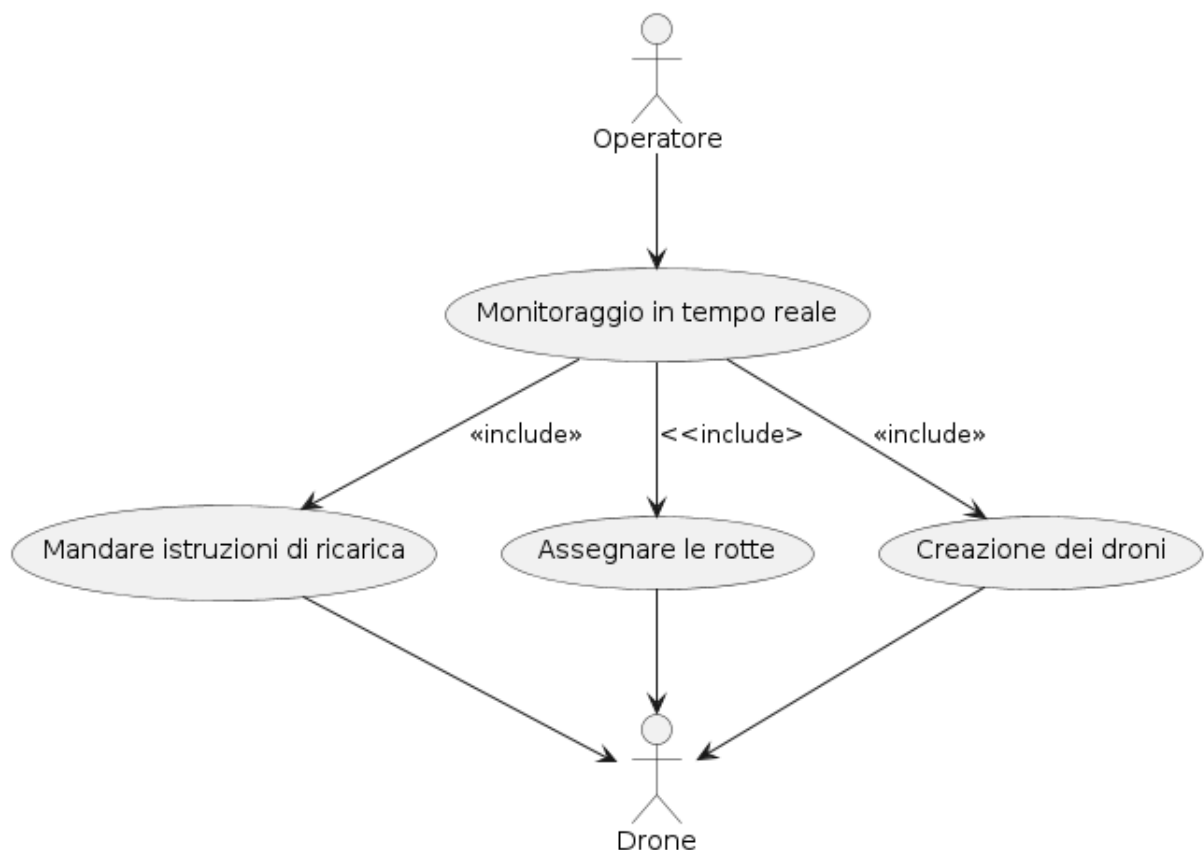 Operatore
Monitoraggio in tempo reale
«include»
<<include>
«include»
Mandare istruzioni di ricarica
Assegnare le rotte
Creazione dei droni
Drone